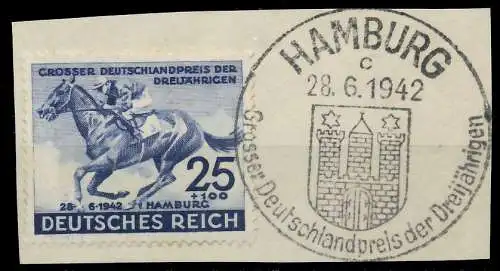 GROSSER DEUTSCHLANDPREIS DER
DREIJÄHRIGEN
25
+100
28- 6-1942 HAMBURG
DEUTSCHES REICH
HAMBURG
c
28. 6. 1942
Grosser Deutschlandpreis der Dreijährigen